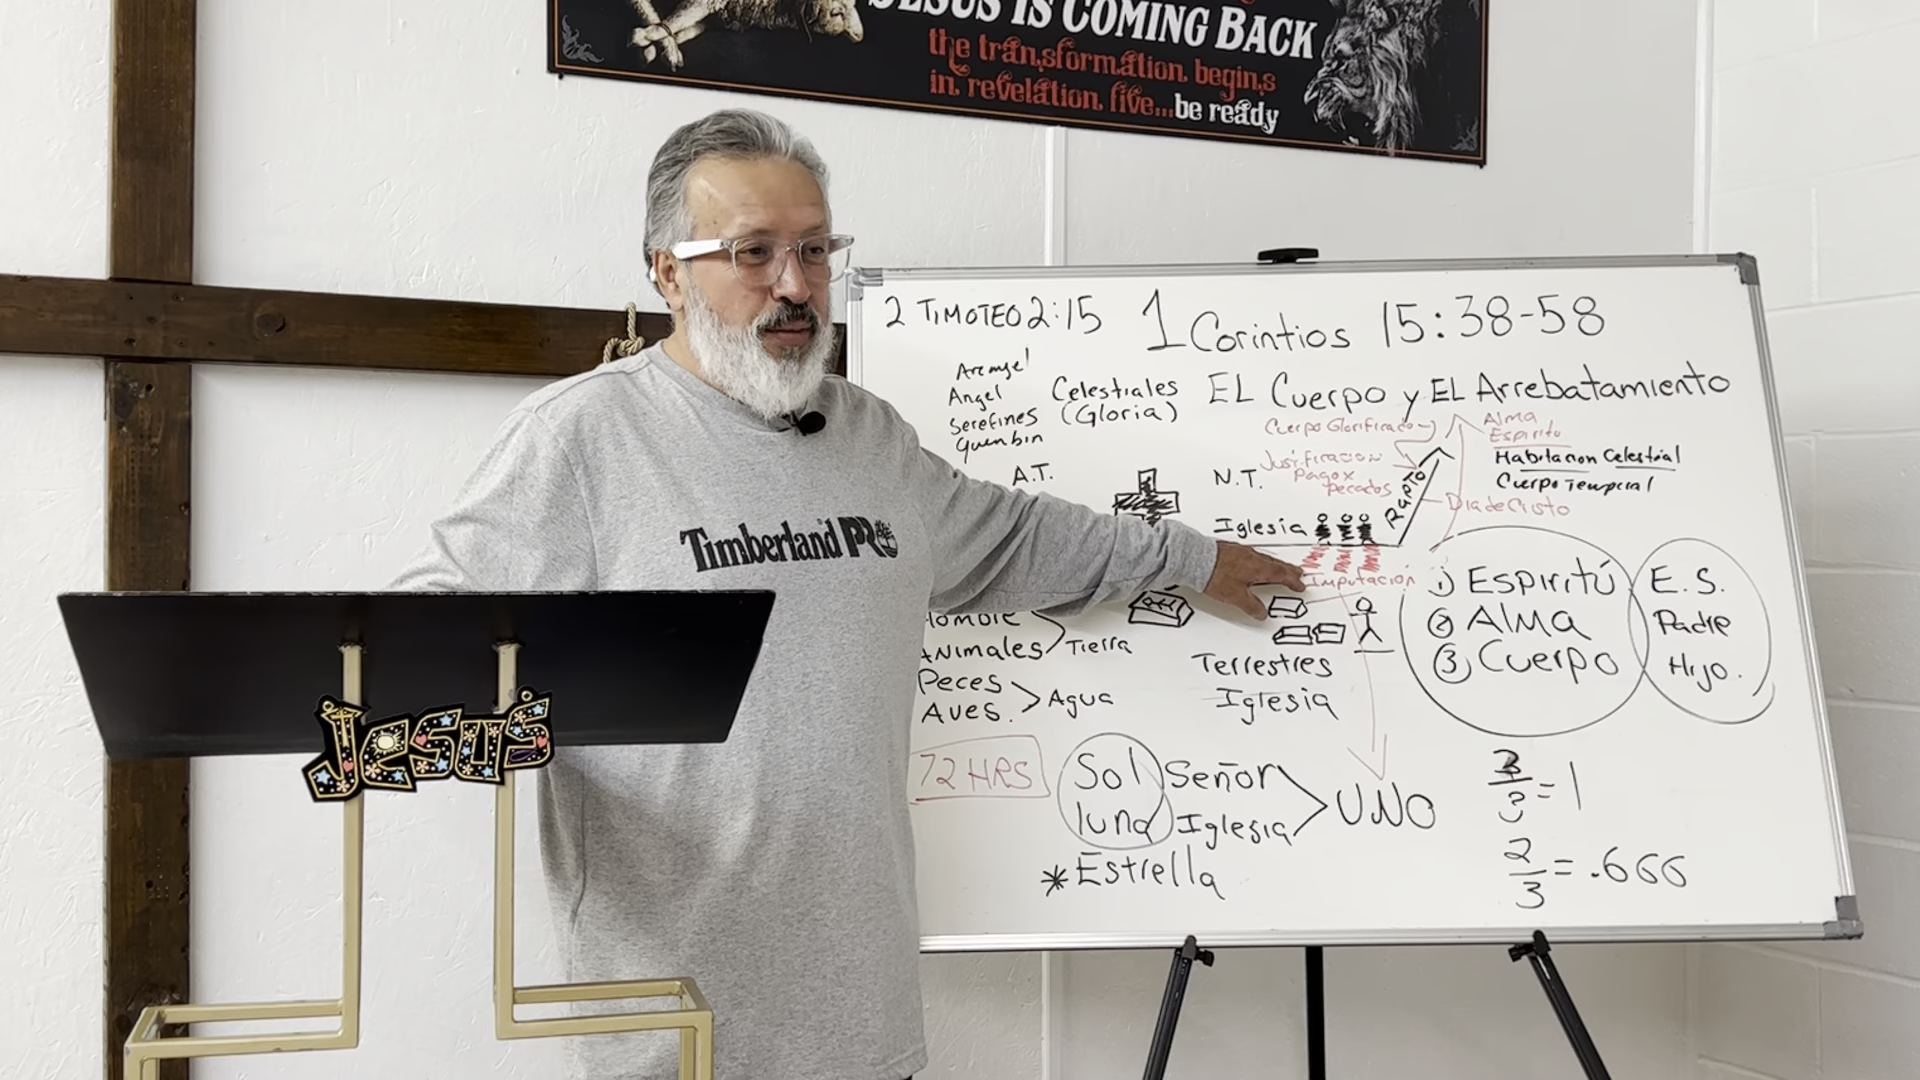 JESUS IS COMING BACK
the transformation begins
in revelation five...be ready
2 TIMOTEO 2:15
1 Corintios 15:38-58
Arcangel
Angel
Serefines
Querubin
Celestiales
(Gloria)
EL Cuerpo y EL Arrebatamiento
Cuerpo Glorificado
Alma
Espiritu
Habitacion Celestial
Cuerpo Temporal
A.T.
N.T.
Justificacion
Pago x
Pecados
Rapto
Dia de Cristo
Iglesia
Imputacion
Timberland PRO
1) Espiritú
2) Alma
3) Cuerpo
E.S.
Padre
Hijo.
Animales
Tierra
Peces
Aves.
Agua
Terrestres
Iglesia
72 HRS
Sol
luna
Señor
Iglesia
UNO
* Estrella
3/3 = 1
2/3 = .666
Jesus